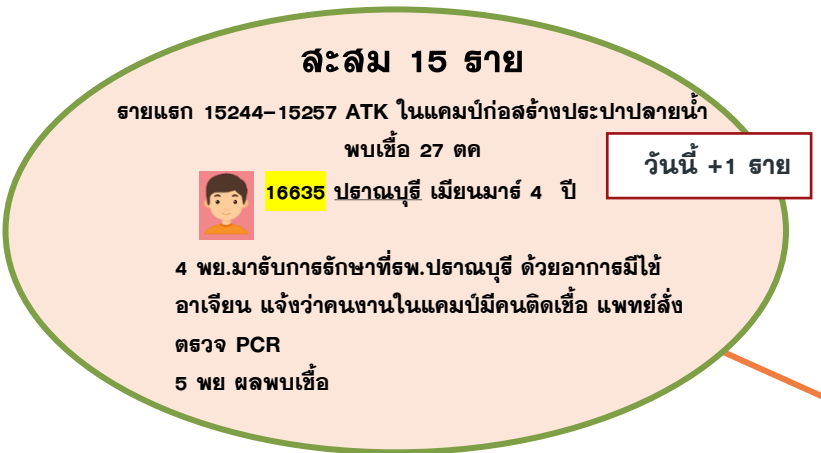 สะสม 15 ราย
รายแรก 15244-15257 ATK ในแคมป์ก่อสร้างประปาปลายน้ำ
พบเชื้อ 27 ตค
วันนี้ +1 ราย
16635 ปราณบุรี เมียนมาร์ 4 ปี
4 พย.มารับการรักษาที่รพ.ปราณบุรี ด้วยอาการมีไข้
อาเจียน แจ้งว่าคนงานในแคมป์มีคนติดเชื้อ แพทย์สั่ง
ตรวจ PCR
5 พย ผลพบเชื้อ